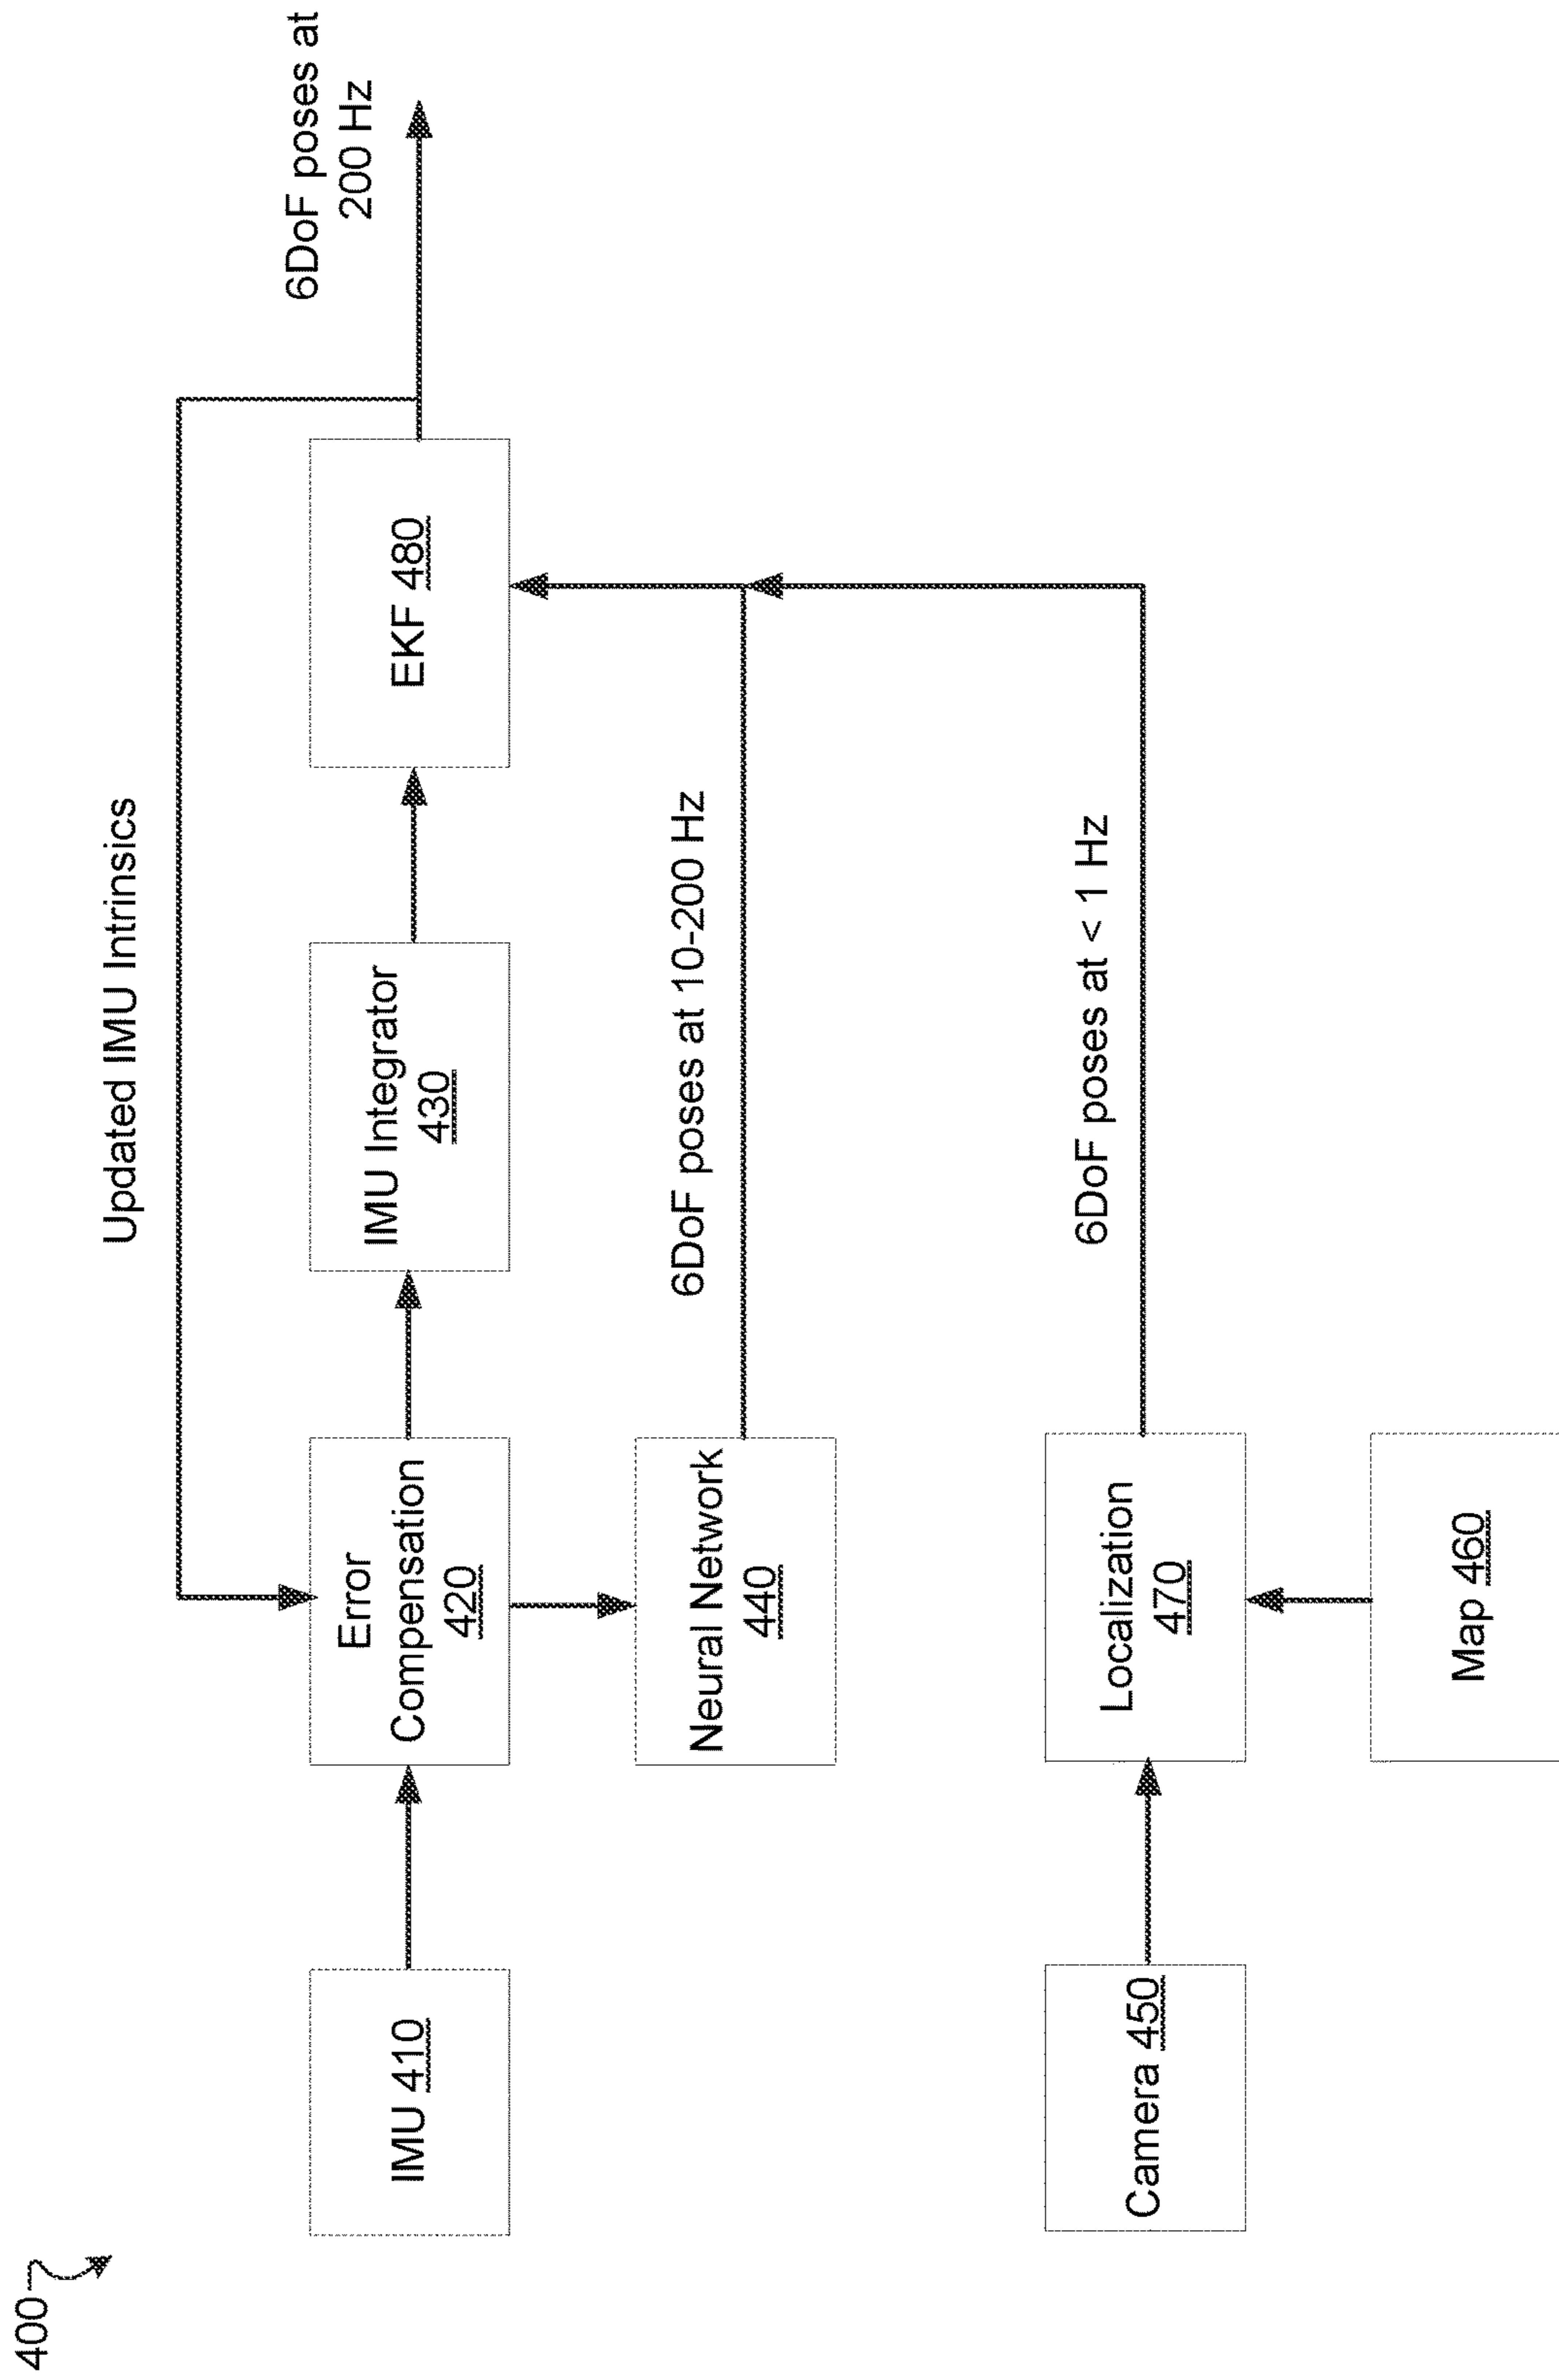 400
Updated IMU Intrinsics
6DoF poses at
200 Hz
IMU 410
Error
Compensation
420
IMU Integrator
430
EKF 480
Neural Network
440
6DoF poses at 10-200 Hz
Camera 450
Localization
470
6DoF poses at < 1 Hz
Map 460